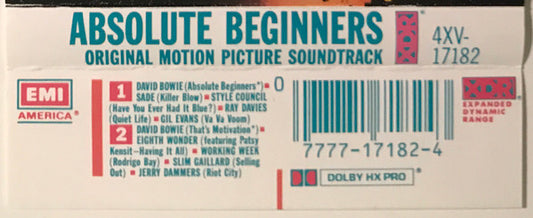 ABSOLUTE BEGINNERS
ORIGINAL MOTION PICTURE SOUNDTRACK
XDR
4XV-
17182
EMI
AMERICA®
1 DAVID BOWIE (Absolute Beginners*) ▪
SADE (Killer Blow) ▪ STYLE COUNCIL
(Have You Ever Had It Blue?) ▪ RAY DAVIES
(Quiet Life) ▪ GIL EVANS (Va Va Voom)
2 DAVID BOWIE (That's Motivation*) ▪
EIGHTH WONDER (featuring Patsy
Kensit—Having It All) ▪ WORKING WEEK
(Rodrigo Bay) ▪ SLIM GAILLARD (Selling
Out) ▪ JERRY DAMMERS (Riot City)
0
7777-17182-4
DOLBY HX PRO
XDR
EXPANDED
DYNAMIC
RANGE